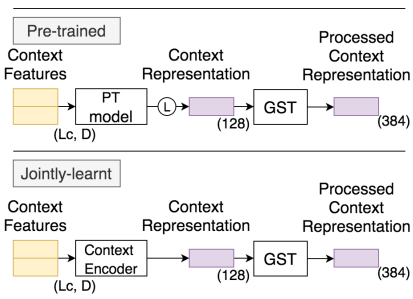 Pre-trained
Context
Features
Context
Representation
Processed
Context
Representation
PT
model
L
GST
(Lc, D)
(128)
(384)
Jointly-learnt
Context
Features
Context
Representation
Processed
Context
Representation
Context
Encoder
GST
(Lc, D)
(128)
(384)